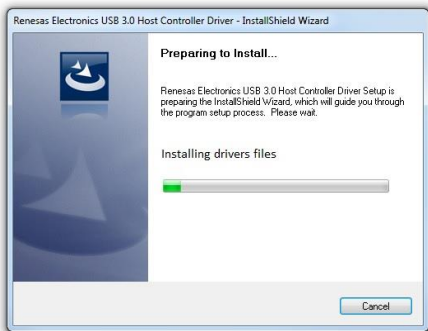 Renesas Electronics USB 3.0 Host Controller Driver - InstallShield Wizard
Preparing to Install...
Renesas Electronics USB 3.0 Host Controller Driver Setup is
preparing the InstallShield Wizard, which will guide you through
the program setup process. Please wait.
Installing drivers files
Cancel